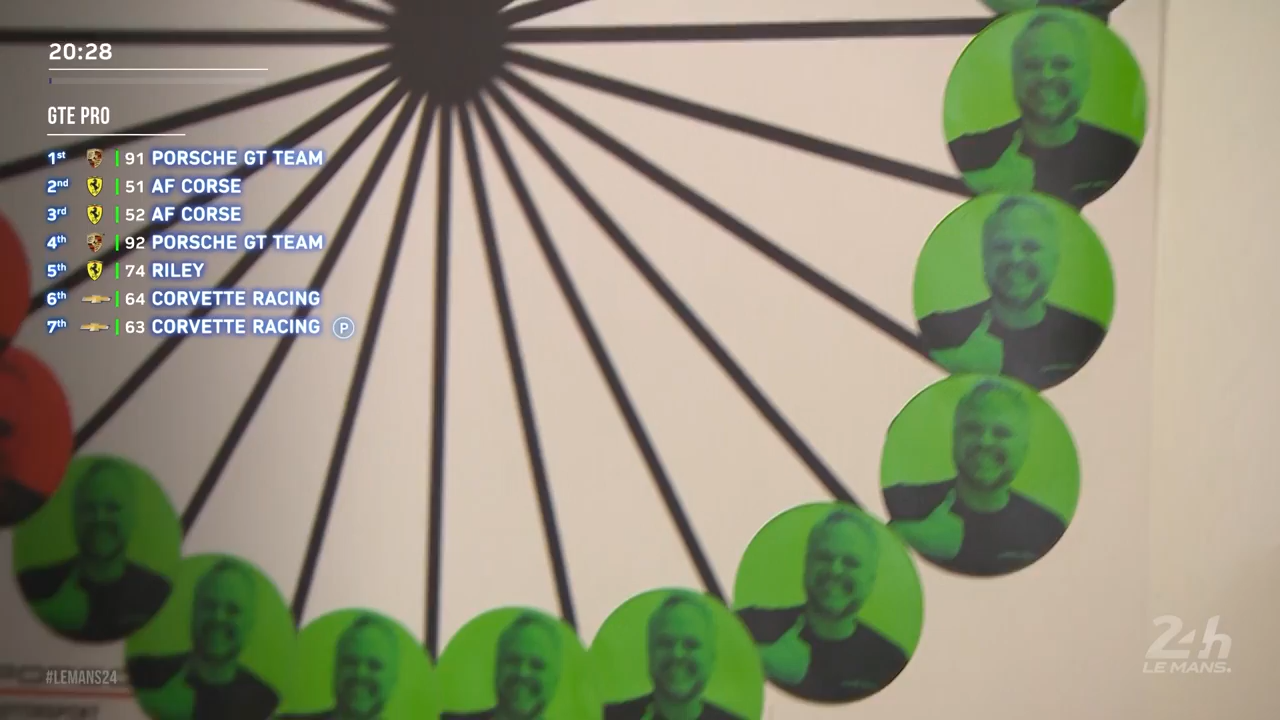 20:28
GTE PRO
1st 91 PORSCHE GT TEAM
2nd 51 AF CORSE
3rd 52 AF CORSE
4th 92 PORSCHE GT TEAM
5th 74 RILEY
6th 64 CORVETTE RACING
7th 63 CORVETTE RACING P
#LEMANS24
24h
LE MANS.